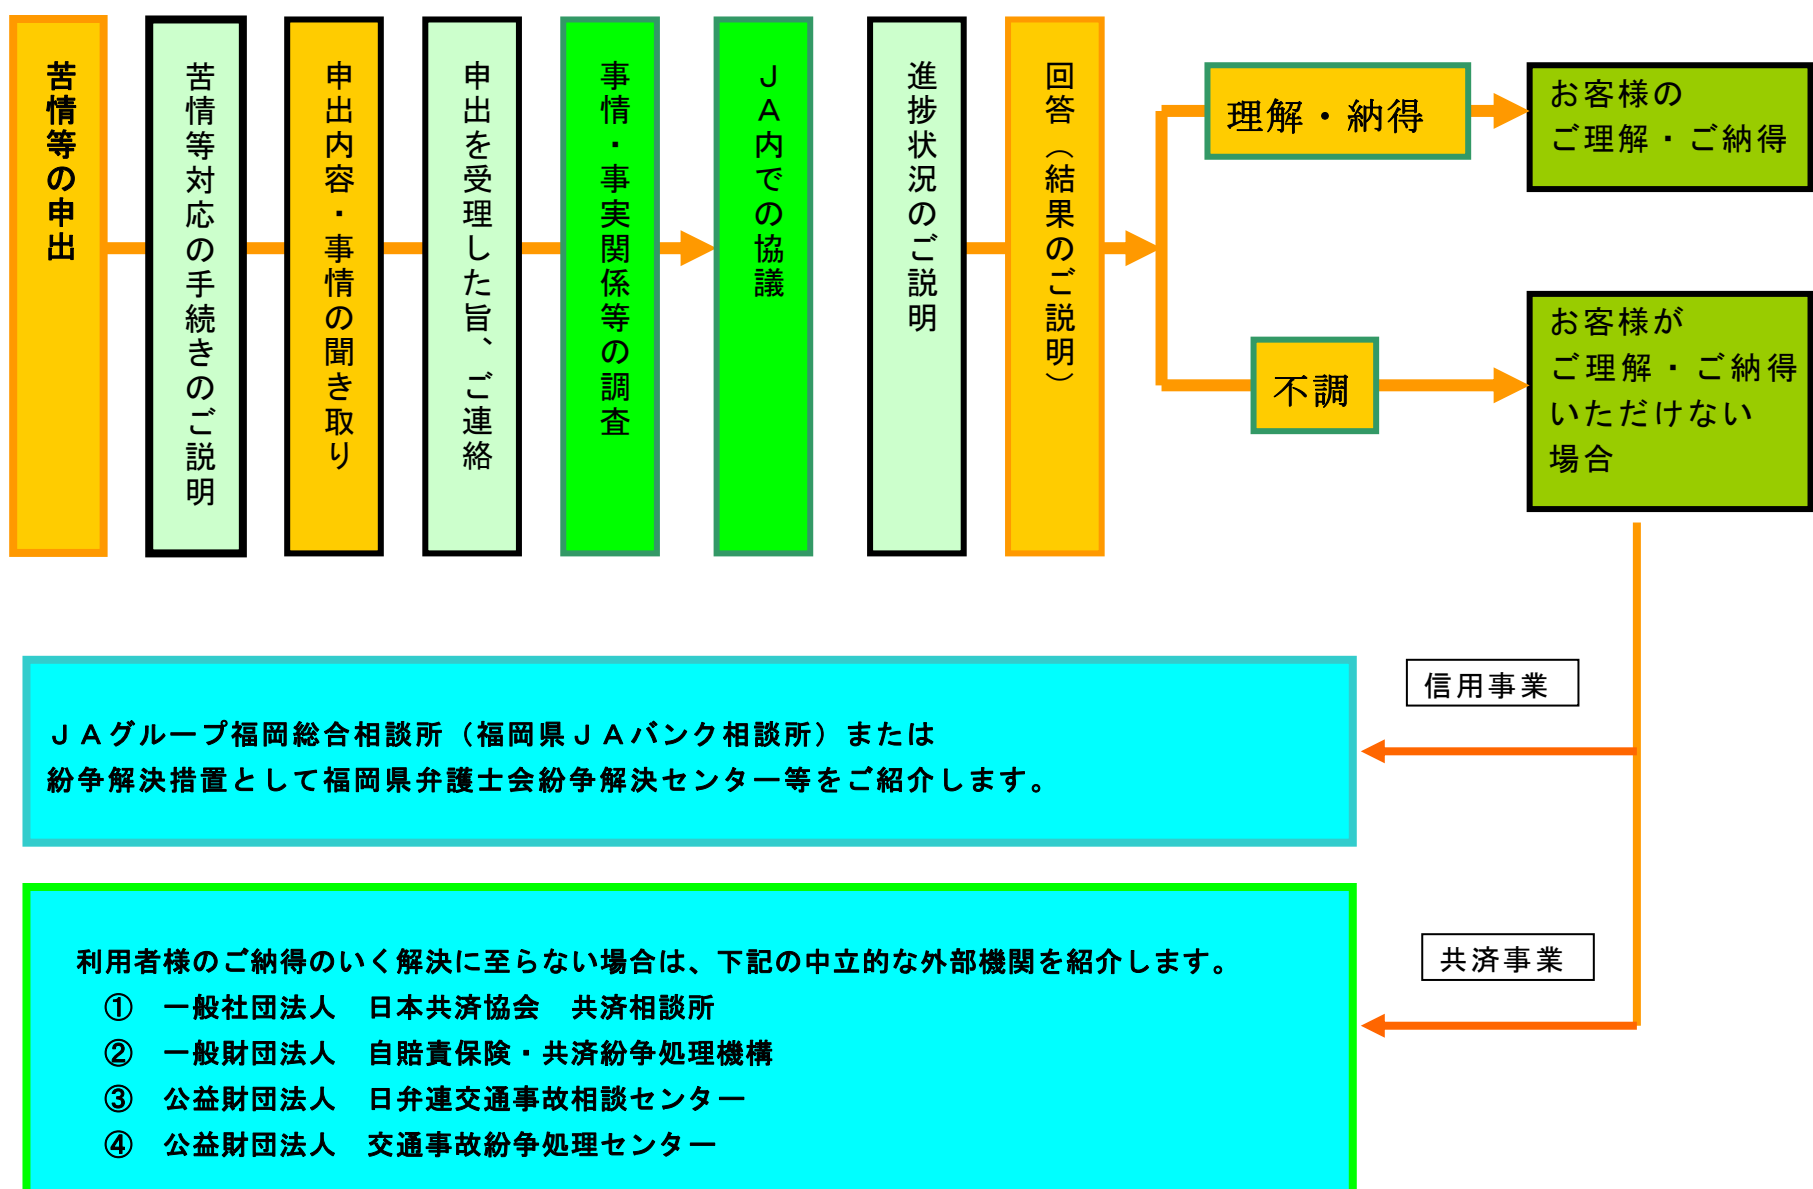 苦情等の申出
苦情等対応の手続きのご説明
申出内容・事情の聞き取り
申出を受理した旨、ご連絡
事情・事実関係等の調査
ＪＡ内での協議
進捗状況のご説明
回答（結果のご説明）
理解・納得
お客様の
ご理解・ご納得
不調
お客様が
ご理解・ご納得
いただけない
場合
信用事業
ＪＡグループ福岡総合相談所（福岡県ＪＡバンク相談所）または
紛争解決措置として福岡県弁護士会紛争解決センター等をご紹介します。
共済事業
利用者様のご納得のいく解決に至らない場合は、下記の中立的な外部機関を紹介します。
①　一般社団法人　日本共済協会　共済相談所
②　一般財団法人　自賠責保険・共済紛争処理機構
③　公益財団法人　日弁連交通事故相談センター
④　公益財団法人　交通事故紛争処理センター